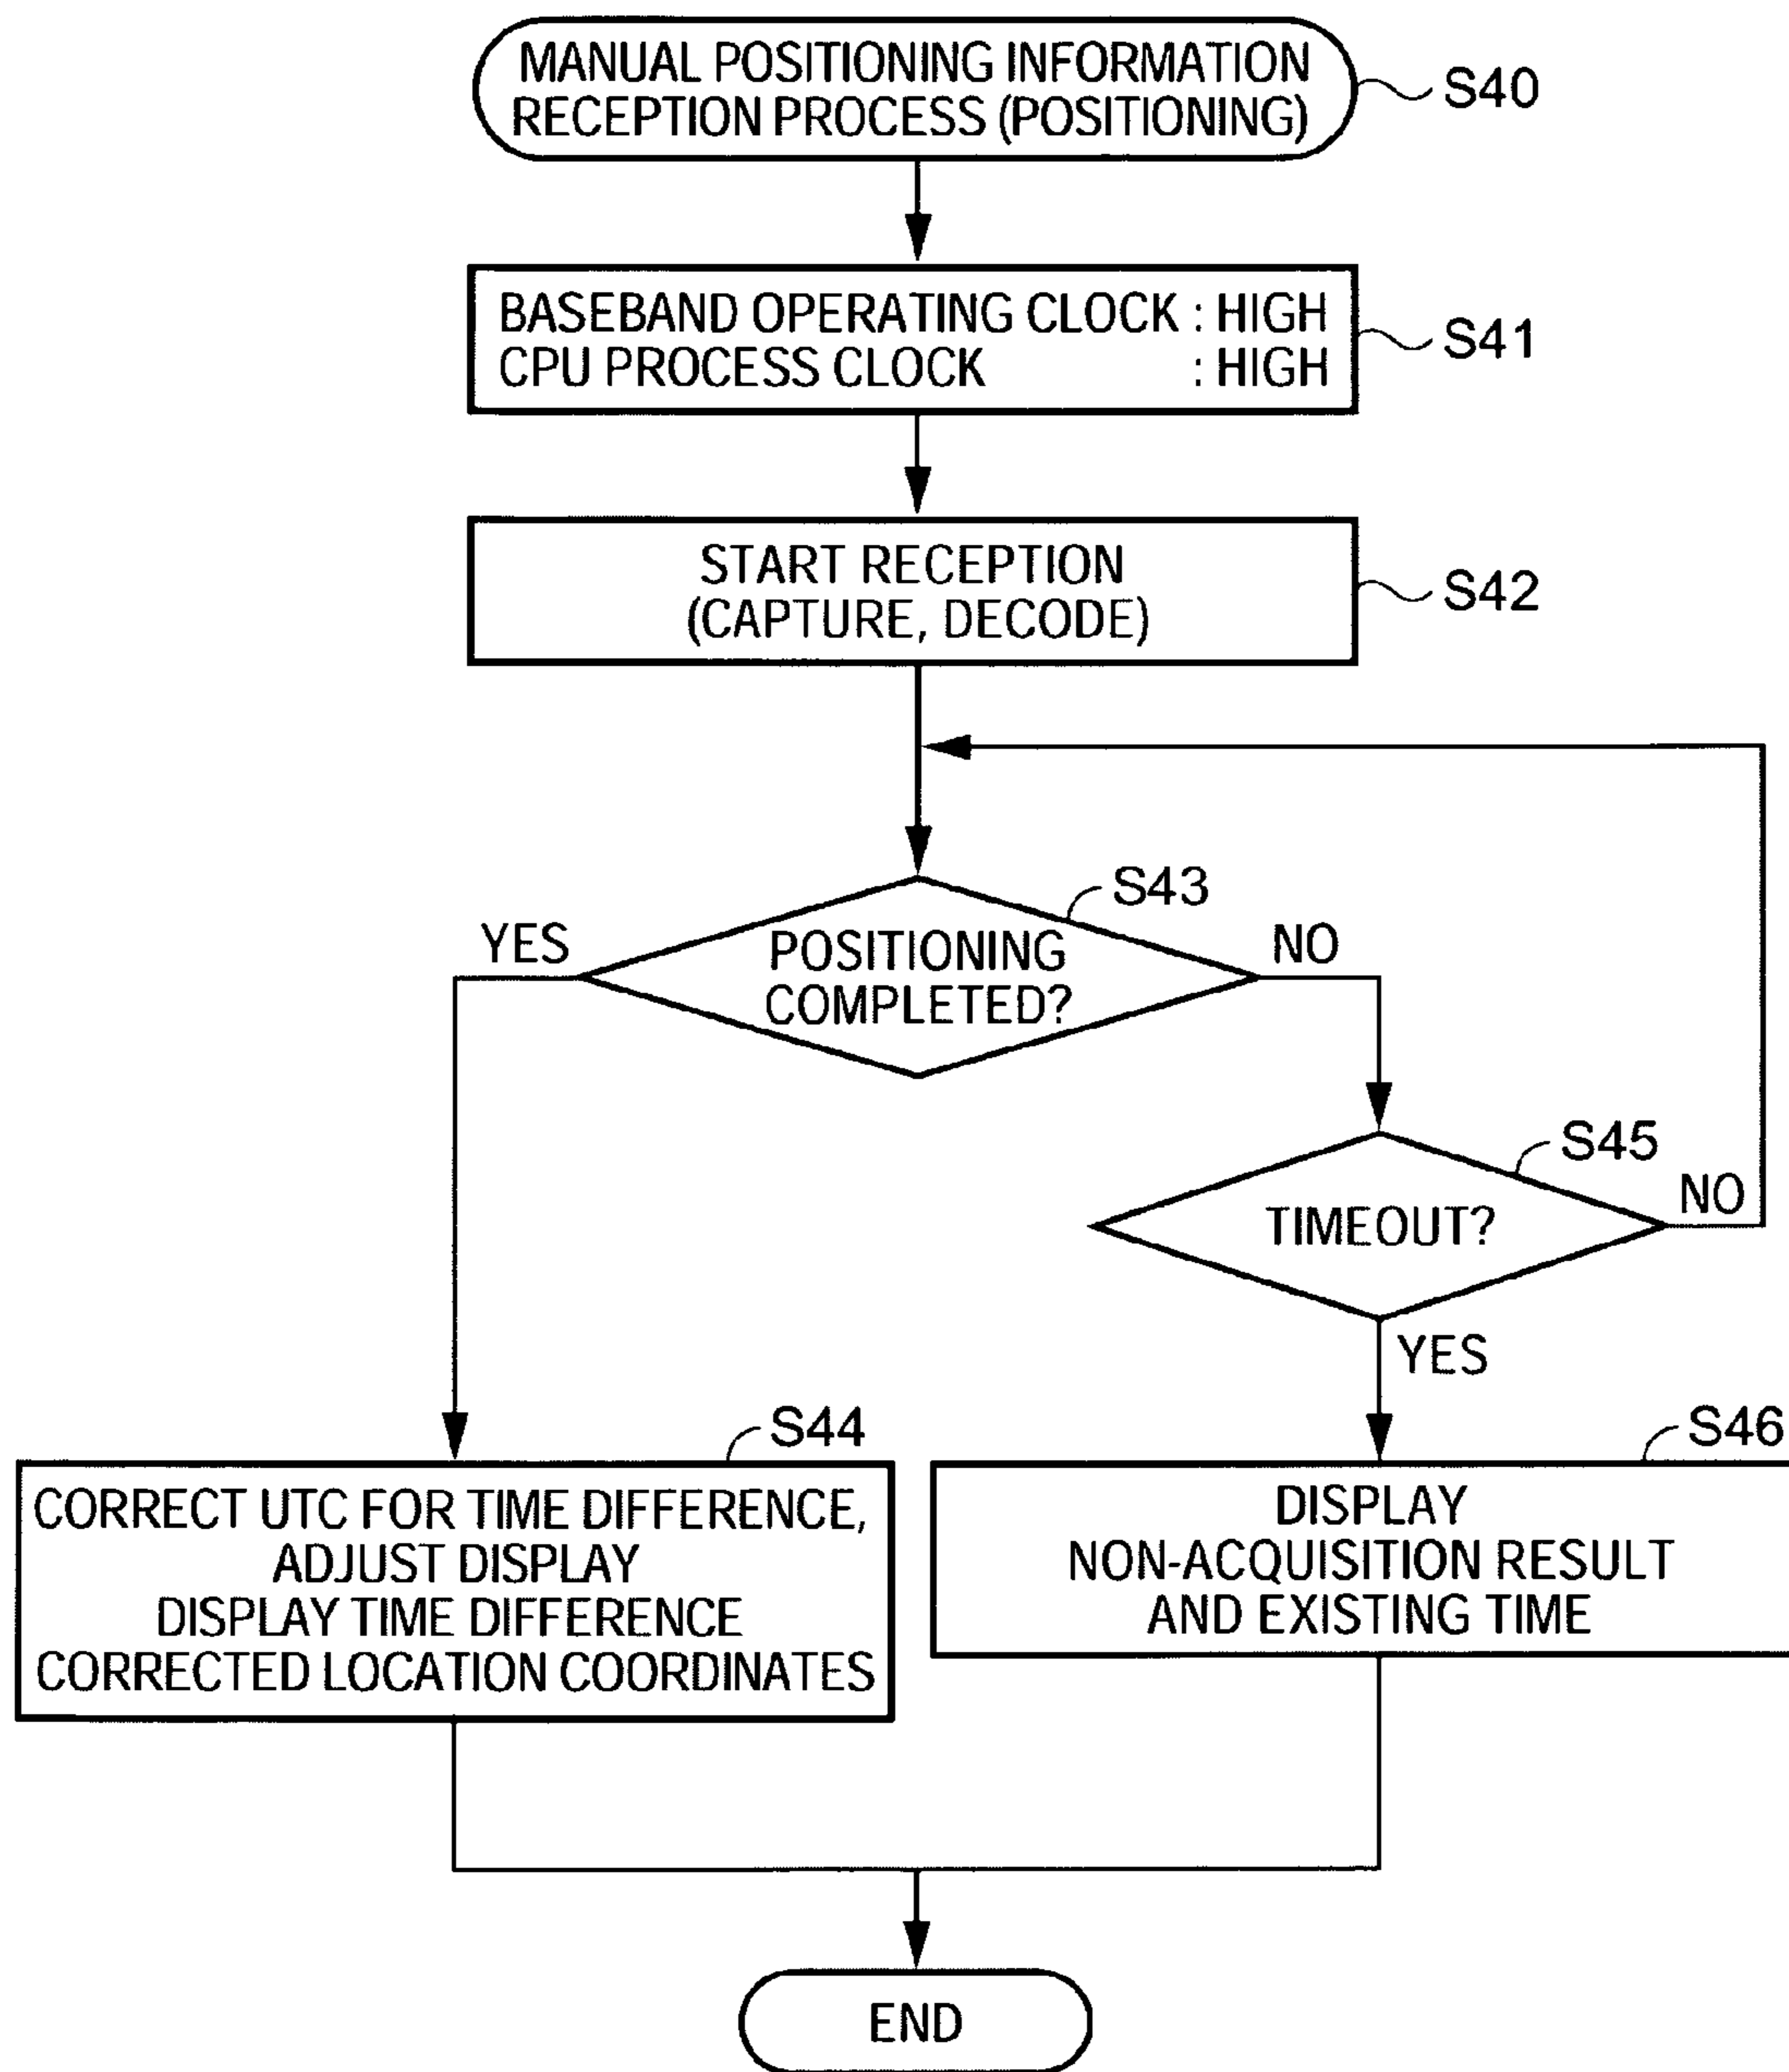 MANUAL POSITIONING INFORMATION
RECEPTION PROCESS (POSITIONING)
S40
BASEBAND OPERATING CLOCK : HIGH
CPU PROCESS CLOCK : HIGH
S41
START RECEPTION
(CAPTURE, DECODE)
S42
S43
YES
POSITIONING
COMPLETED?
NO
S45
TIMEOUT?
NO
YES
S44
CORRECT UTC FOR TIME DIFFERENCE,
ADJUST DISPLAY
DISPLAY TIME DIFFERENCE
CORRECTED LOCATION COORDINATES
S46
DISPLAY
NON-ACQUISITION RESULT
AND EXISTING TIME
END